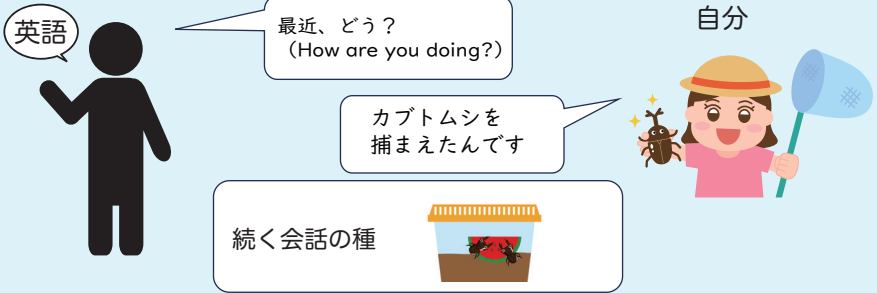 英語
最近、どう？
（How are you doing?）
自分
カブトムシを
捕まえたんです
続く会話の種